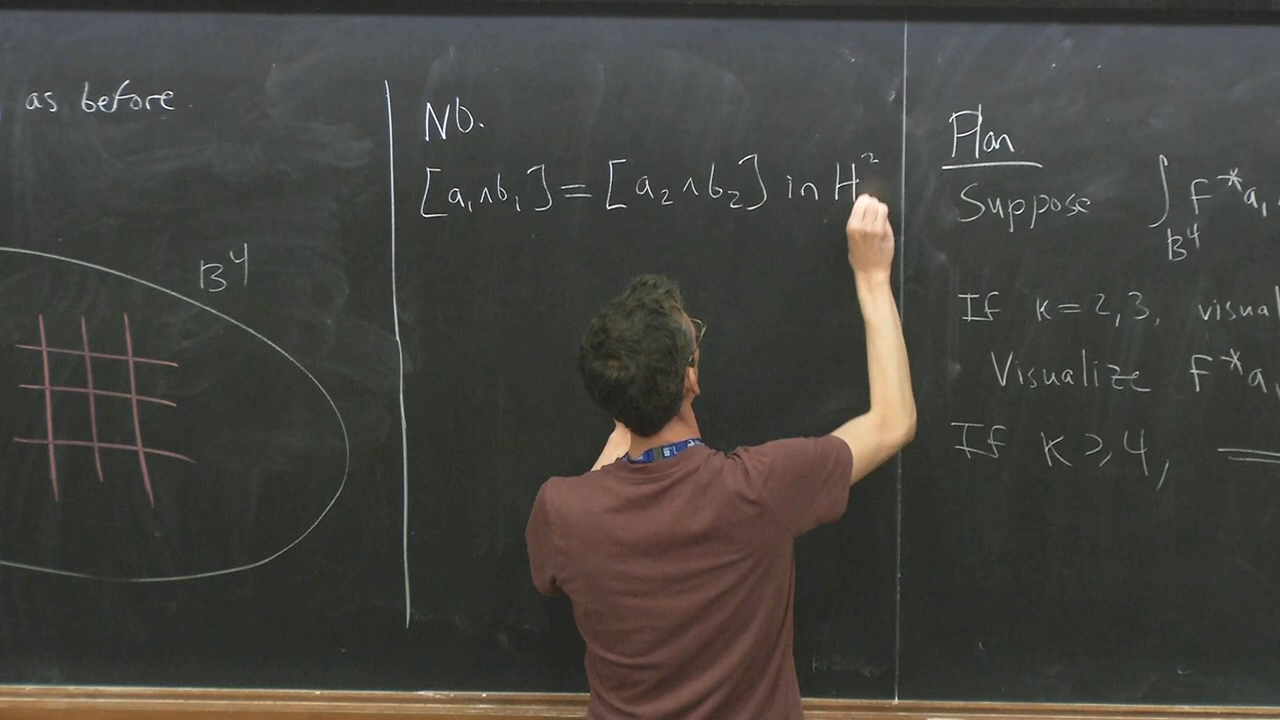 as before.
B⁴
No.
[a₁∧b₁] = [a₂∧b₂] in H²
Plan
Suppose ∫_B⁴ F*a₁
If κ=2,3, visual
Visualize F*a₁
If κ≥4,